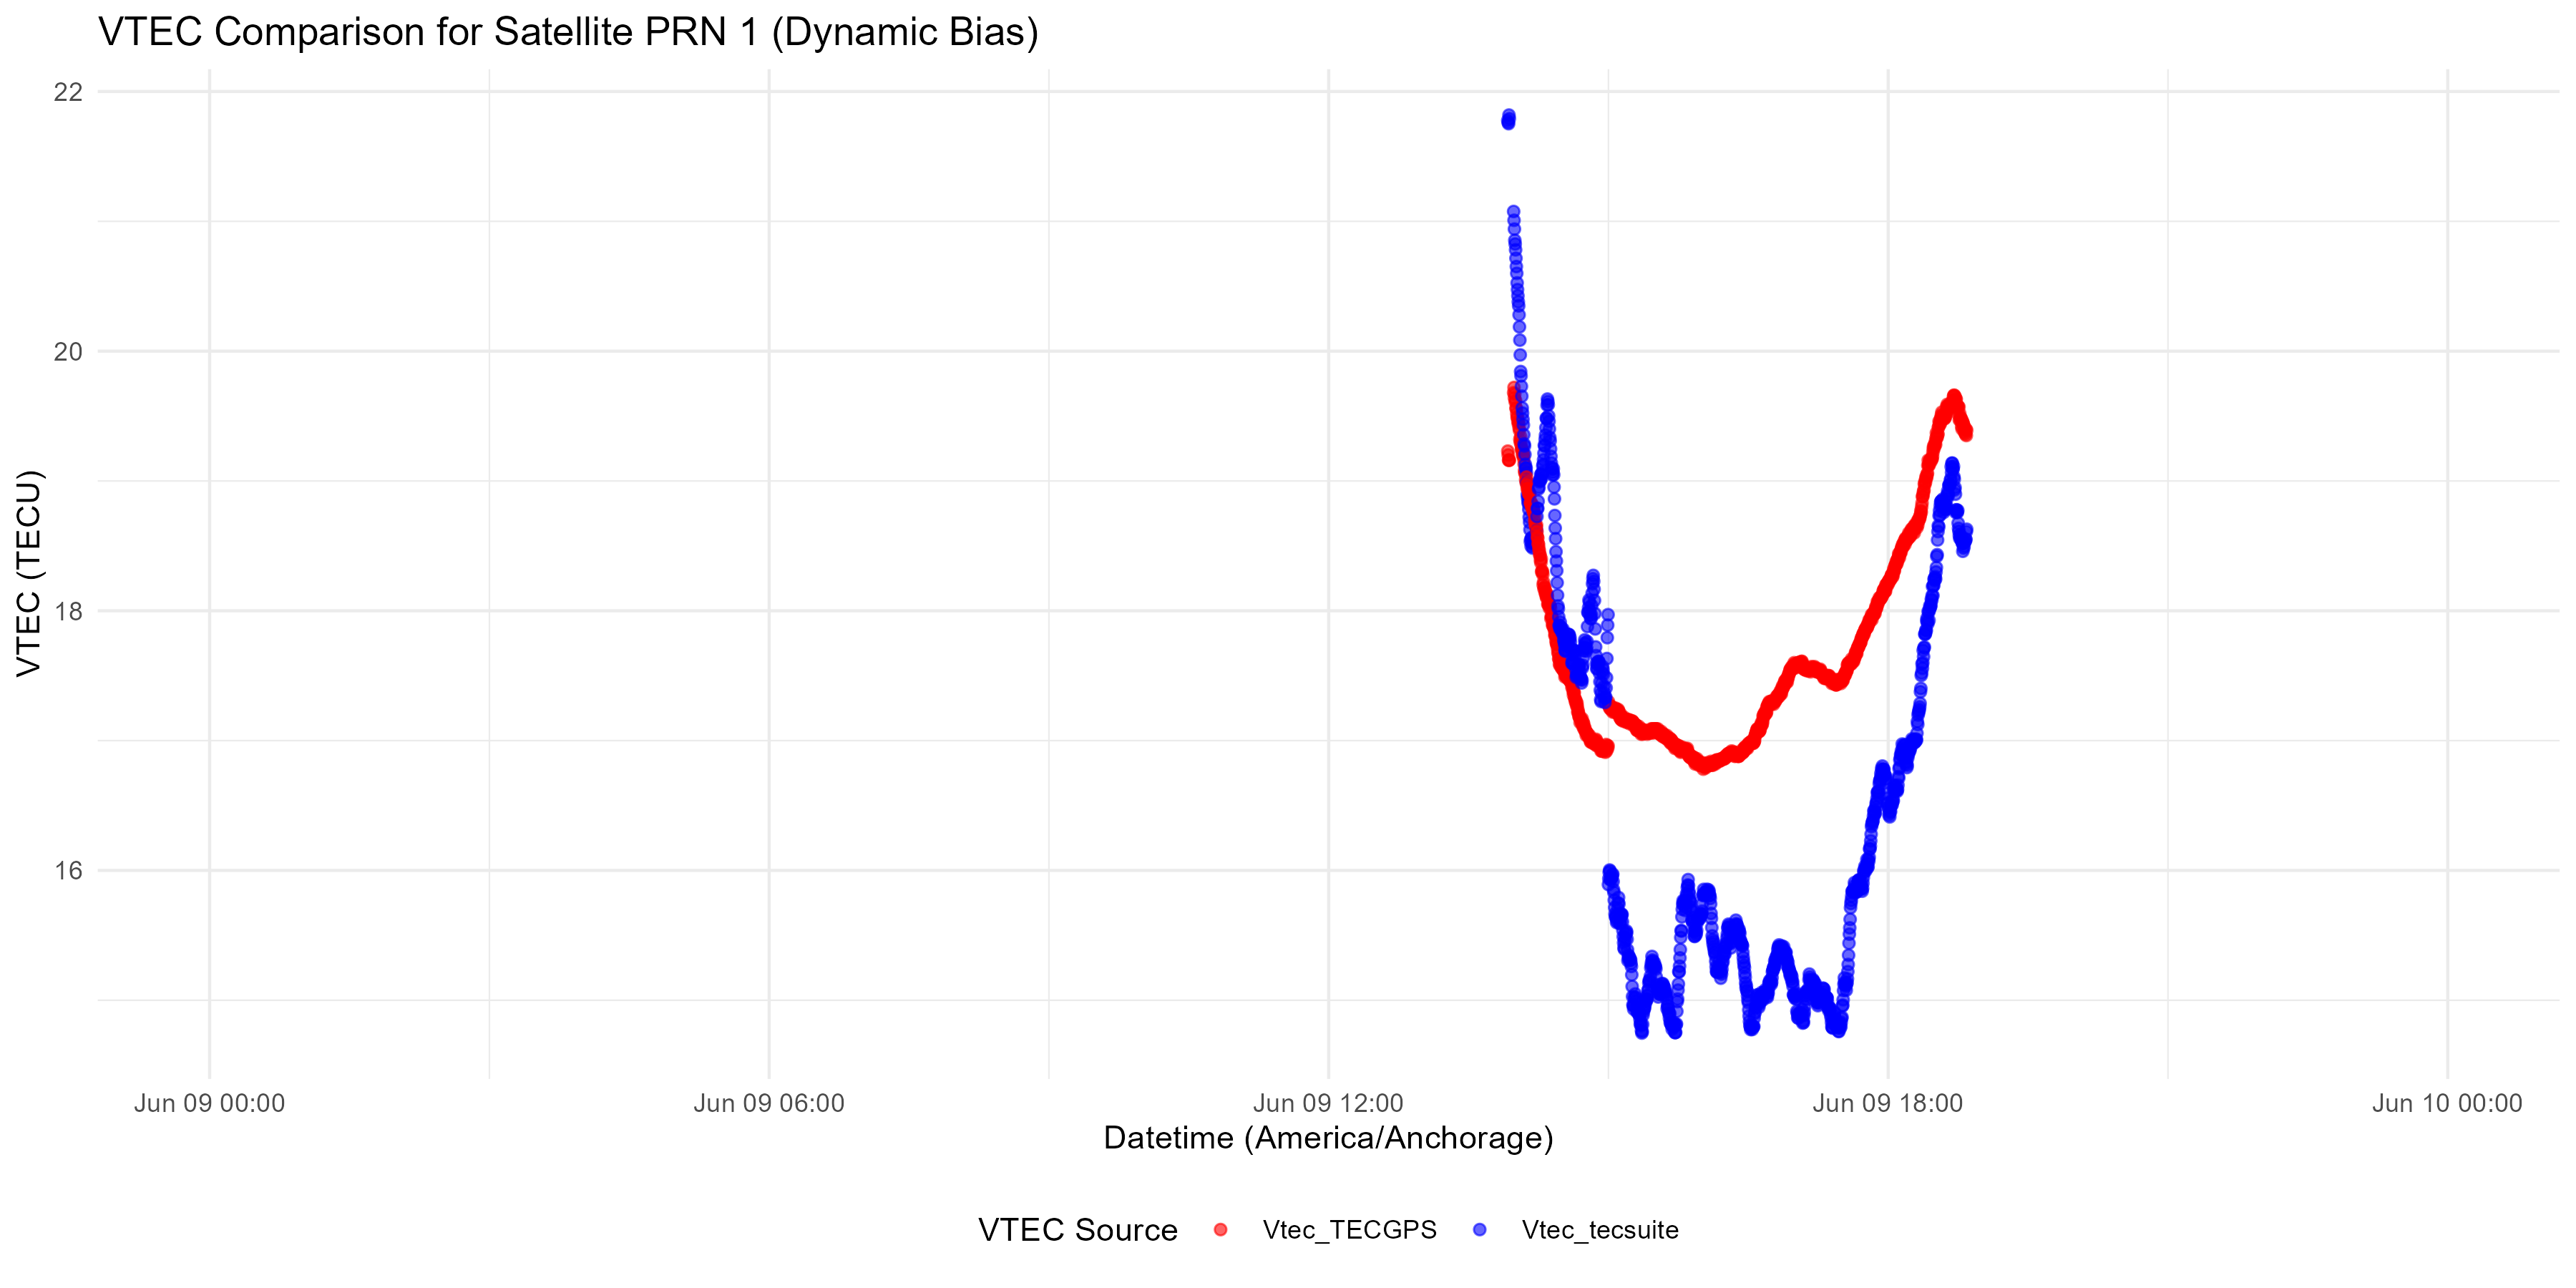 VTEC Comparison for Satellite PRN 1 (Dynamic Bias)
VTEC (TECU)
22
20
18
16
Jun 09 00:00
Jun 09 06:00
Jun 09 12:00
Jun 09 18:00
Jun 10 00:00
Datetime (America/Anchorage)
VTEC Source
Vtec_TECGPS
Vtec_tecsuite